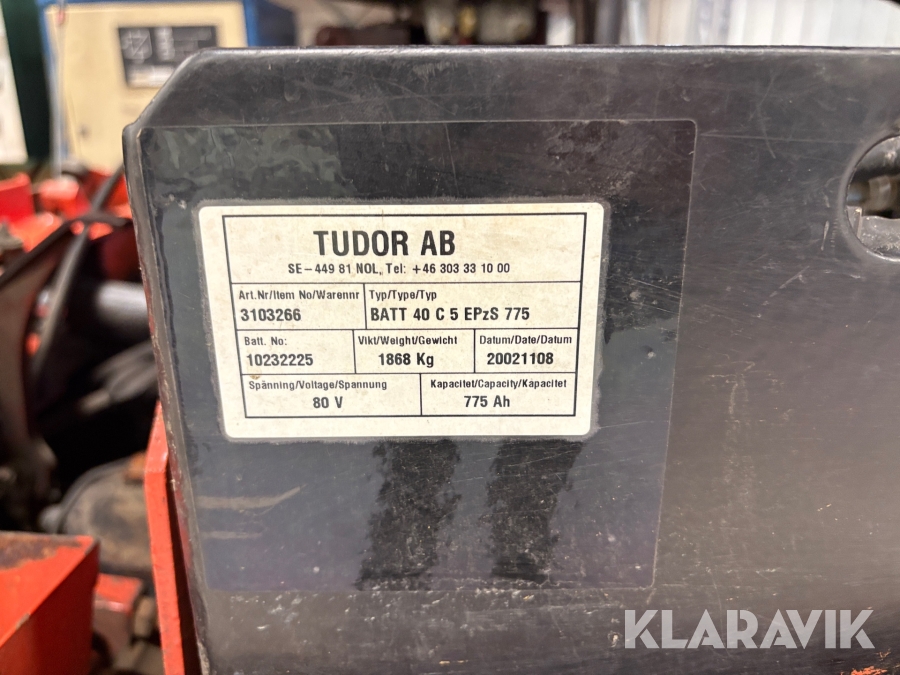 TUDOR AB
SE-449 81 NOL, Tel: +46 303 33 10 00
Art.Nr/Item No/Warennr Typ/Type/Typ
3103266 BATT 40 C 5 EPzS 775
Batt. No: Vikt/Weight/Gewicht Datum/Date/Datum
10232225 1868 Kg 20021108
Spänning/Voltage/Spannung Kapacitet/Capacity/Kapacitet
80 V 775 Ah
KLARAVIK